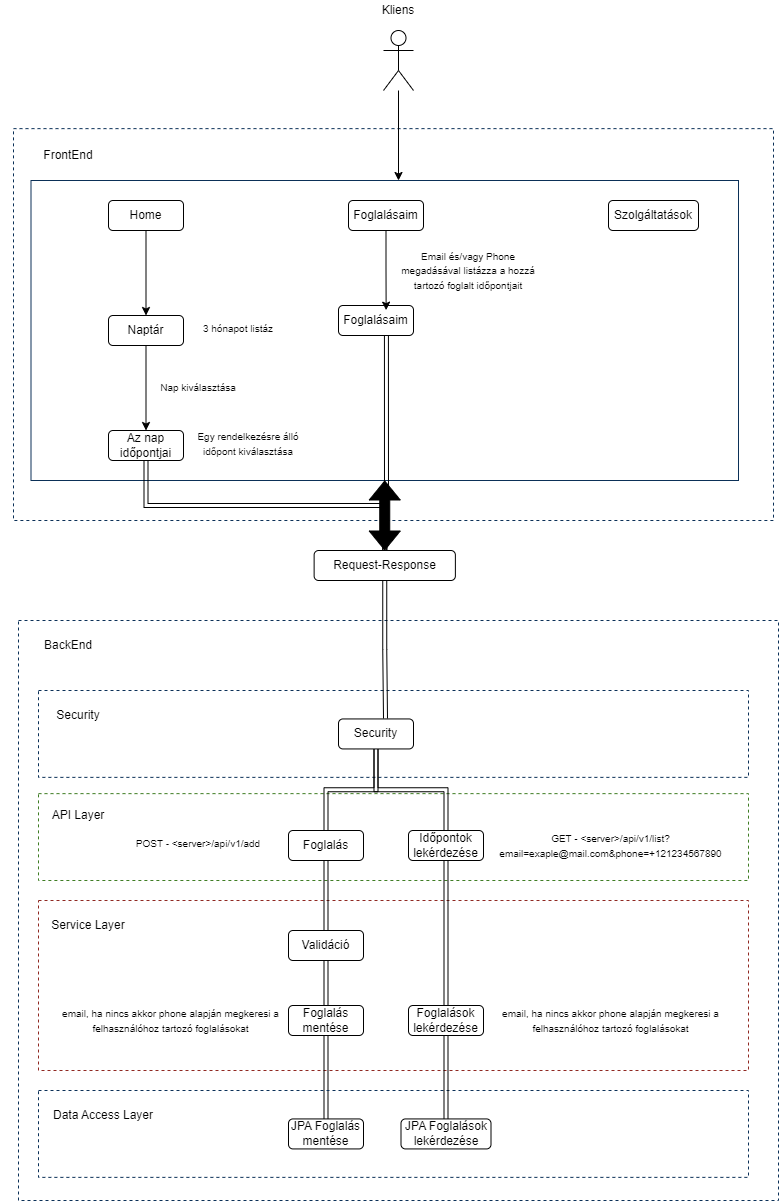 Kliens
FrontEnd
Home
Foglalásaim
Szolgáltatások
Email és/vagy Phone
megadásával listázza a hozzá
tartozó foglalt időpontjait
Naptár
3 hónapot listáz
Foglalásaim
Nap kiválasztása
Az nap
időpontjai
Egy rendelkezésre álló
időpont kiválasztása
Request-Response
BackEnd
Security
Security
API Layer
POST - <server>/api/v1/add
Foglalás
Időpontok
lekérdezése
GET - <server>/api/v1/list?
email=exaple@mail.com&phone=+121234567890
Service Layer
Validáció
email, ha nincs akkor phone alapján megkeresi a
felhasználóhoz tartozó foglalásokat
Foglalás
mentése
Foglalások
lekérdezése
email, ha nincs akkor phone alapján megkeresi a
felhasználóhoz tartozó foglalásokat
Data Access Layer
JPA Foglalás
mentése
JPA Foglalások
lekérdezése